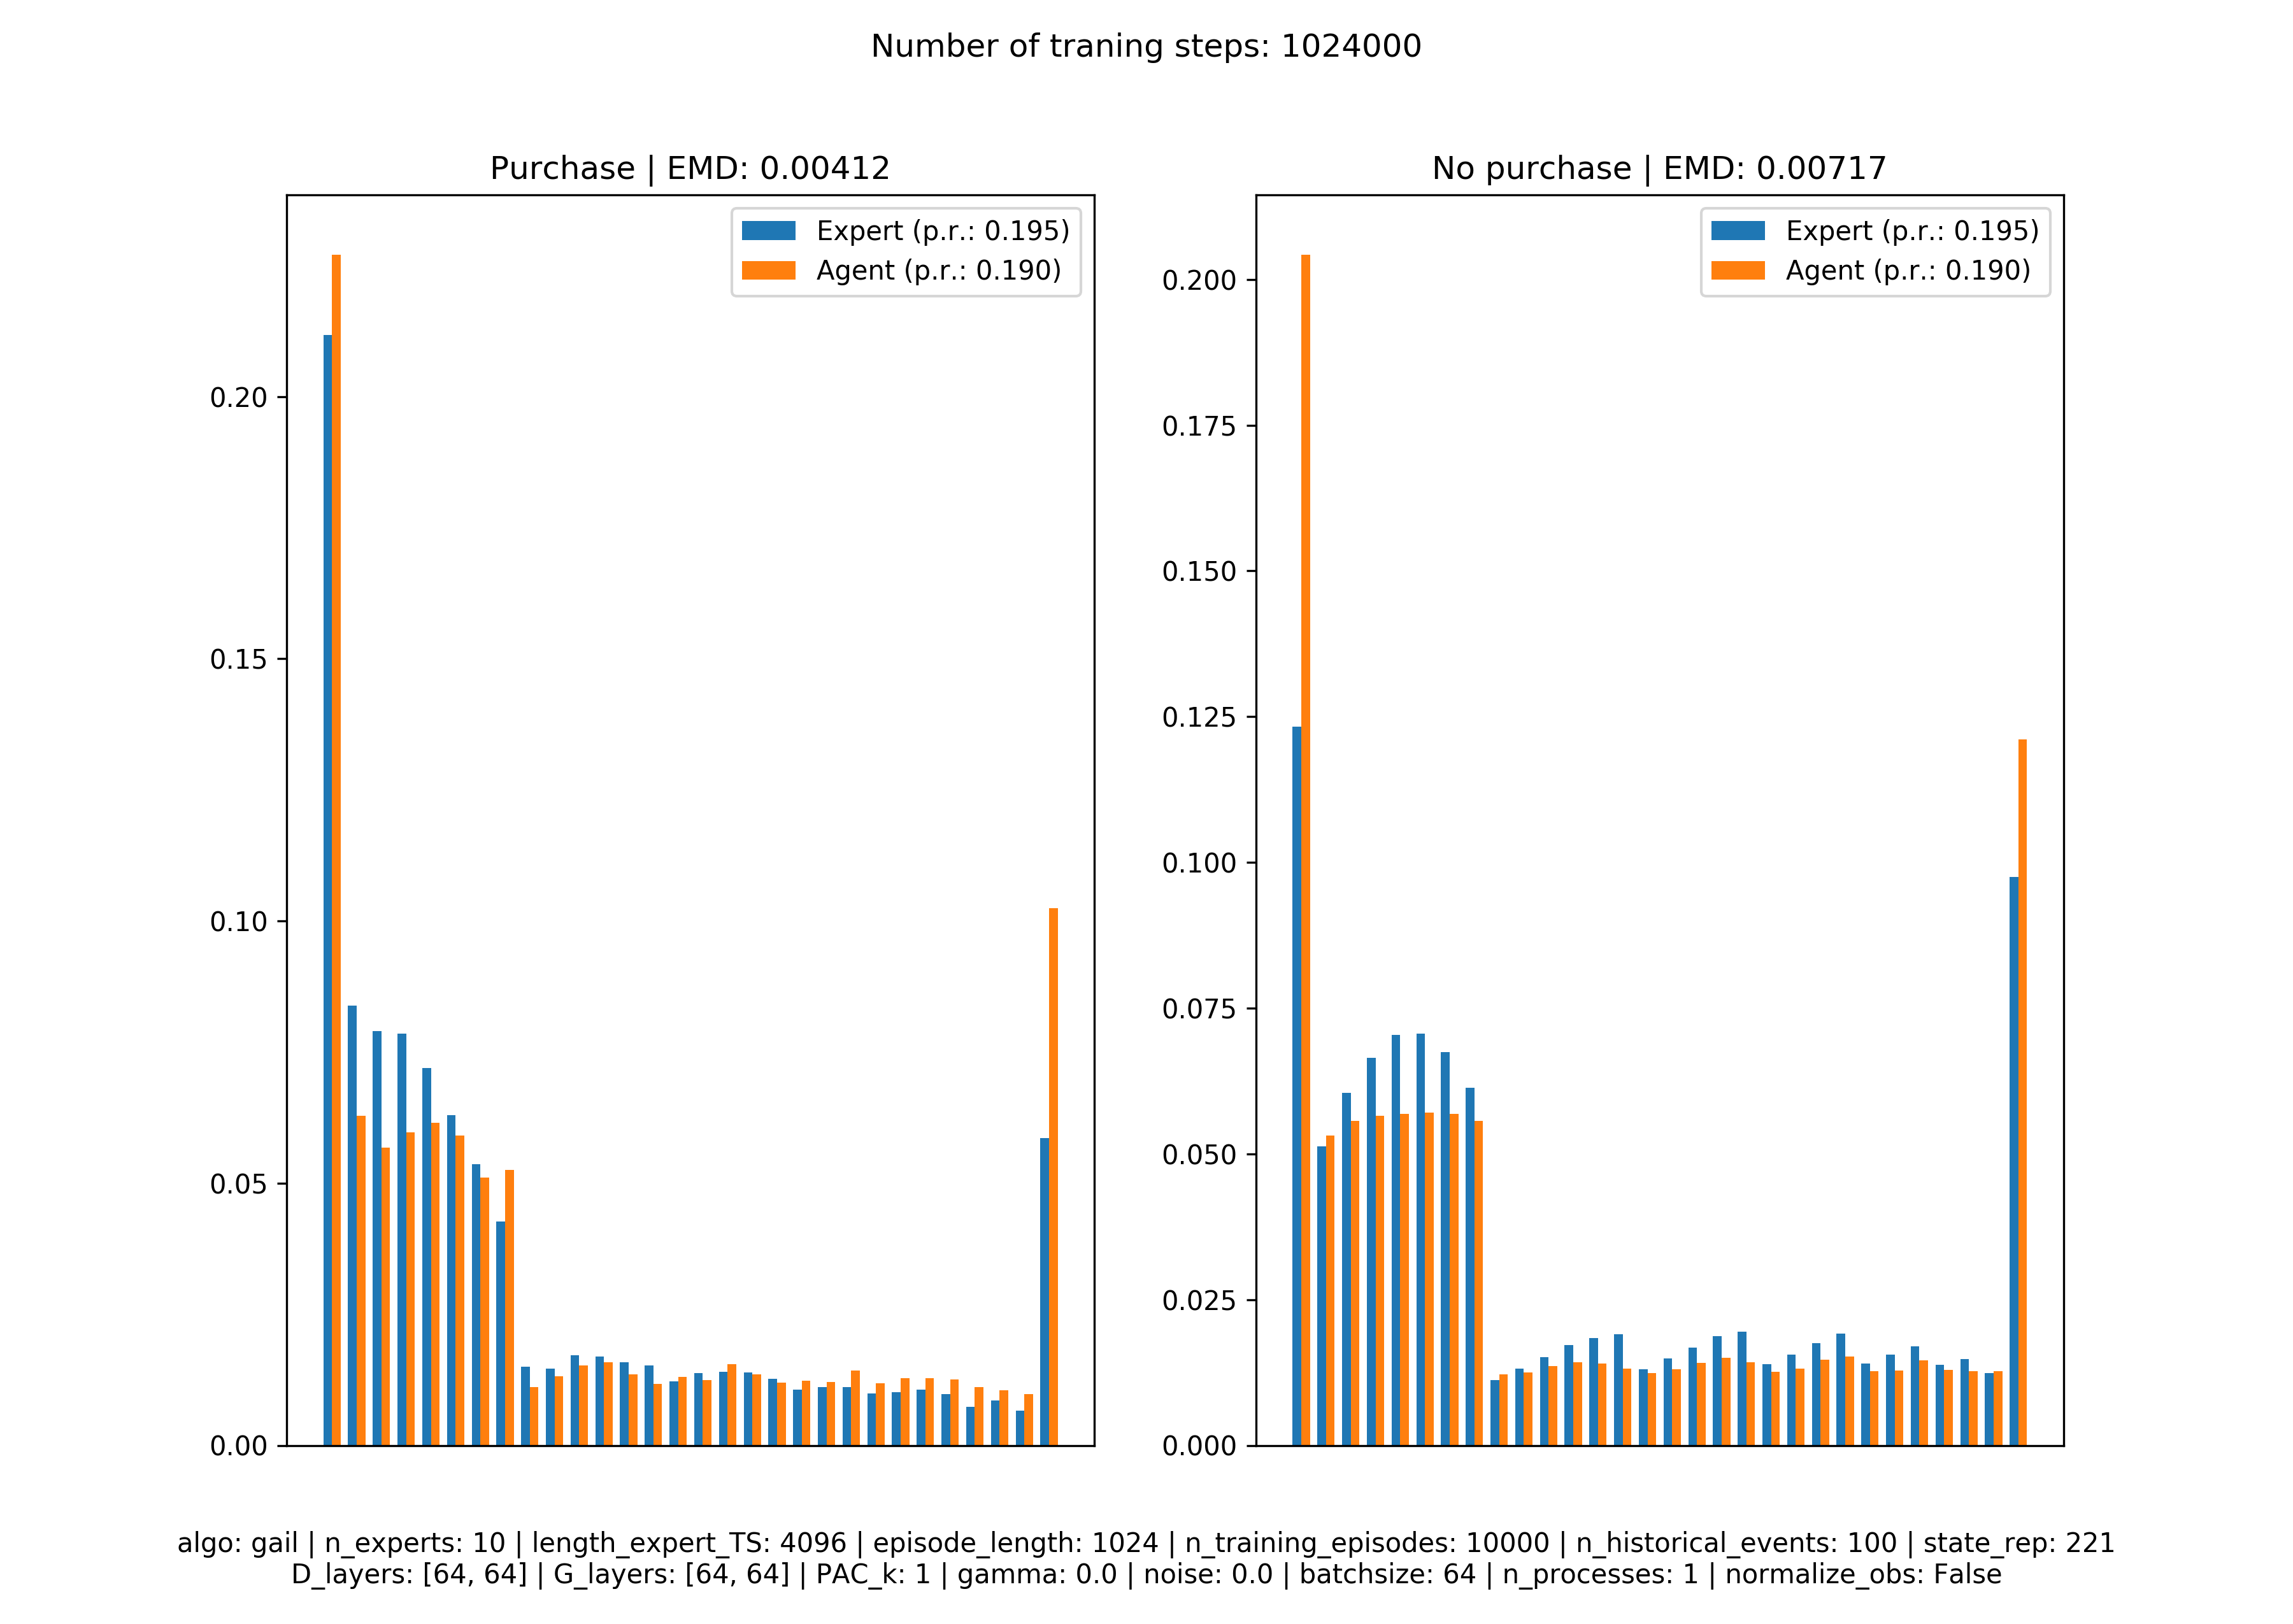 Number of traning steps: 1024000
Purchase | EMD: 0.00412
Expert (p.r.: 0.195)
Agent (p.r.: 0.190)
0.20
0.15
0.10
0.05
0.00
No purchase | EMD: 0.00717
Expert (p.r.: 0.195)
Agent (p.r.: 0.190)
0.200
0.175
0.150
0.125
0.100
0.075
0.050
0.025
0.000
algo: gail | n_experts: 10 | length_expert_TS: 4096 | episode_length: 1024 | n_training_episodes: 10000 | n_historical_events: 100 | state_rep: 221
D_layers: [64, 64] | G_layers: [64, 64] | PAC_k: 1 | gamma: 0.0 | noise: 0.0 | batchsize: 64 | n_processes: 1 | normalize_obs: False